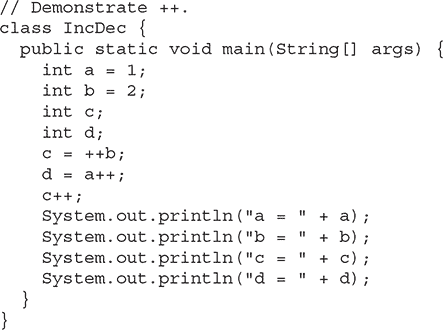 // Demonstrate ++.
class IncDec {
  public static void main(String[] args) {
    int a = 1;
    int b = 2;
    int c;
    int d;
    c = ++b;
    d = a++;
    c++;
    System.out.println("a = " + a);
    System.out.println("b = " + b);
    System.out.println("c = " + c);
    System.out.println("d = " + d);
  }
}